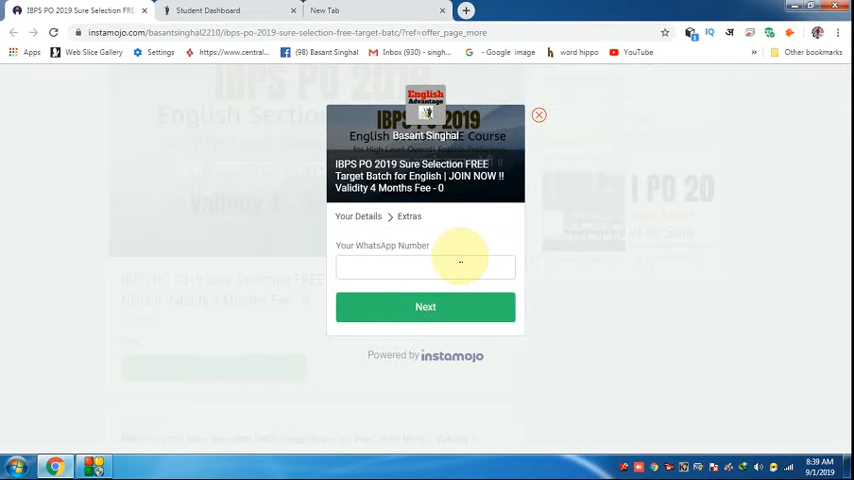 IBPS PO 2019 Sure Selection FREE
Student Dashboard
New Tab
instamojo.com/basantsinghal2210/ibps-po-2019-sure-selection-free-target-batc/?ref=offer_page_more
Apps
Web Slice Gallery
Settings
https://www.central...
(98) Basant Singhal
Inbox (930) - singh...
- Google - image
word hippo
YouTube
Other bookmarks
English
Advantage
IBPS PO 2019
Basant Singhal
IBPS PO 2019 Sure Selection FREE
Target Batch for English | JOIN NOW !!
Validity 4 Months Fee - 0
Your Details
Extras
Your WhatsApp Number
Next
Powered by instamojo
8:39 AM
9/1/2019